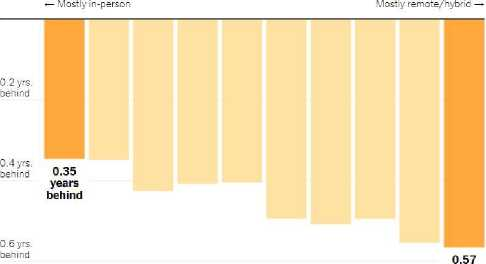 ← Mostly in-person
Mostly remote/hybrid →
0.2 yrs.
behind
0.4 yrs.
behind
0.35
years
behind
0.6 yrs.
behind
0.57